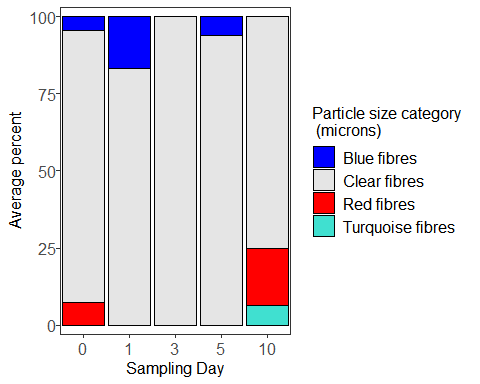 100
75
50
25
0
Average percent
0 1 3 5 10
Sampling Day
Particle size category
(microns)
Blue fibres
Clear fibres
Red fibres
Turquoise fibres